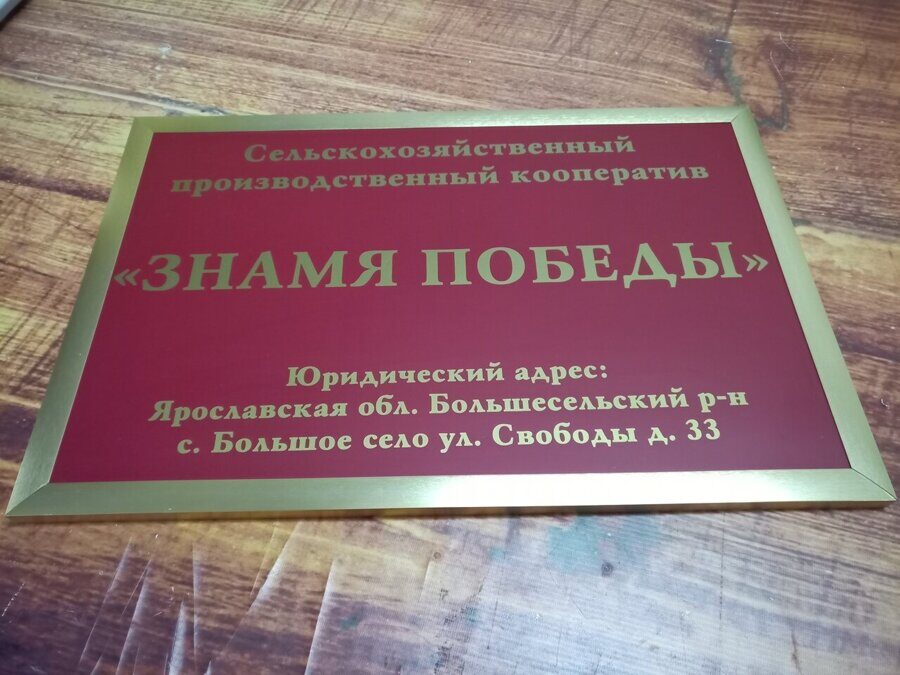 Сельскохозяйственный
производственный кооператив
«ЗНАМЯ ПОБЕДЫ»
Юридический адрес:
Ярославская обл. Большесельский р-н
с. Большое село ул. Свободы д. 33